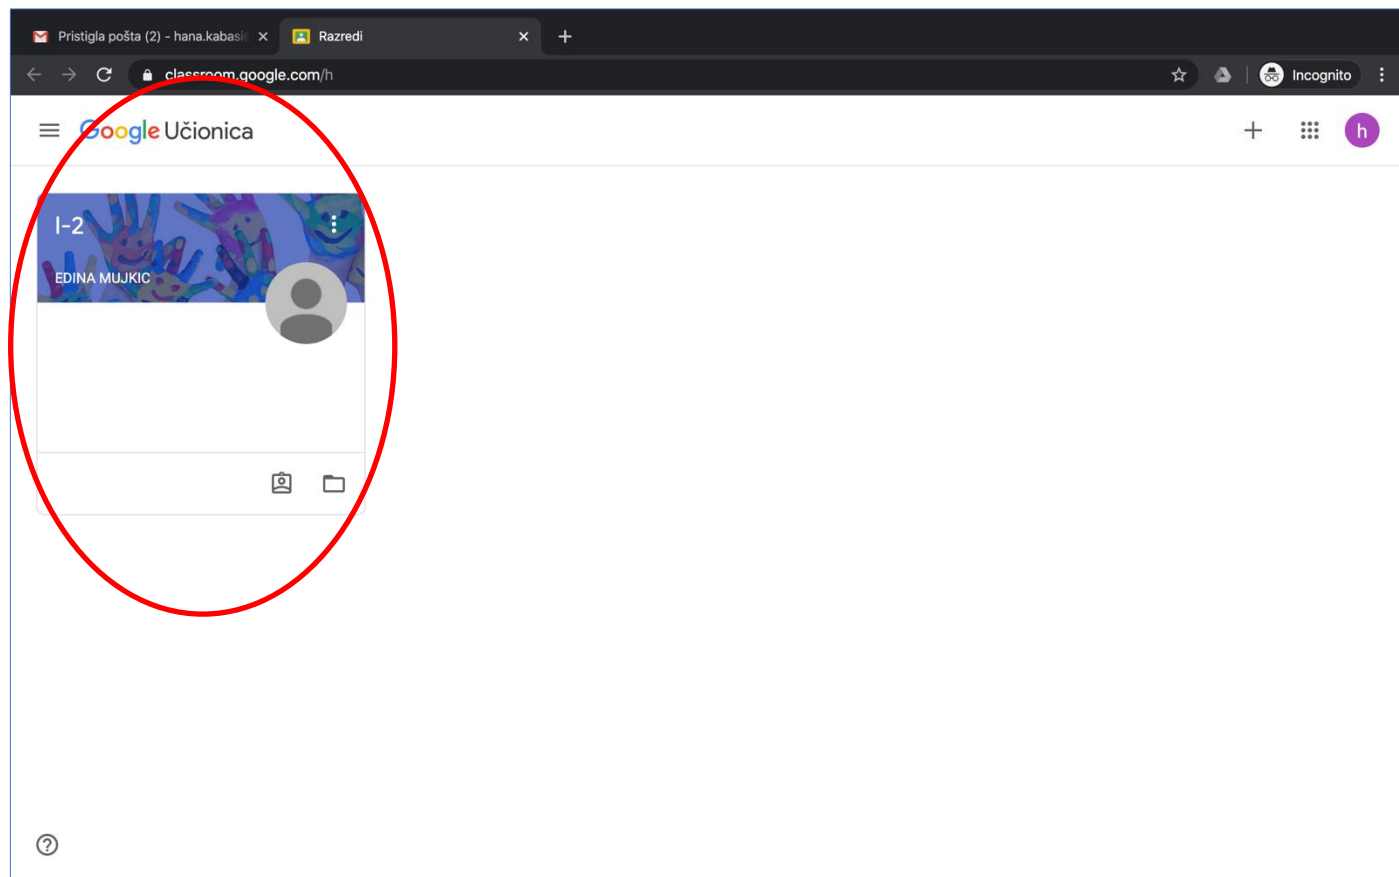 Pristigla pošta (2) - hana.kabasi
Razredi
classroom.google.com/h
Incognito
Google Učionica
h
I-2
EDINA MUJKIC